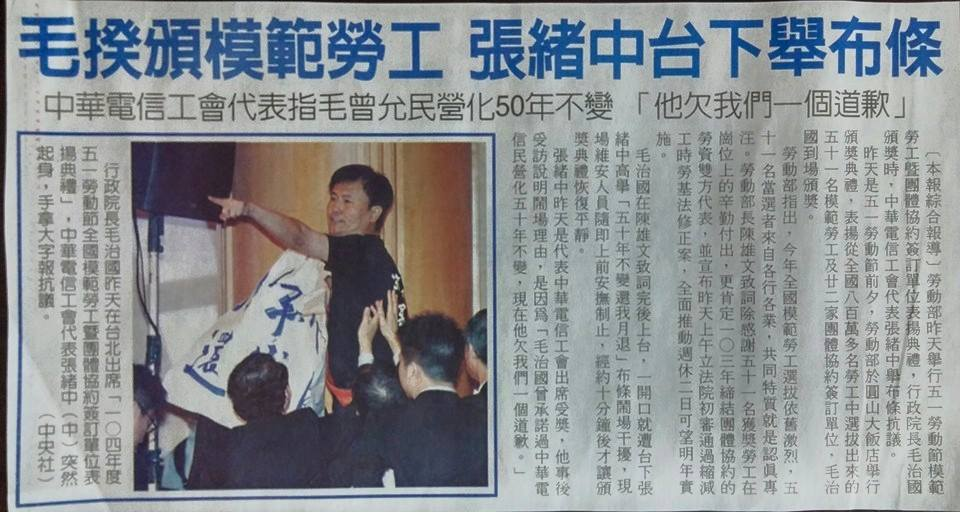 毛揆頒模範勞工 張緒中台下舉布條
中華電信工會代表指毛曾允民營化50年不變 「他欠我們一個道歉」
〔本報綜合報導〕勞動部昨天舉行五一勞動節模範
勞工暨團體協約簽訂單位表揚典禮，行政院長毛治國
頒獎時，中華電信工會代表張緒中舉布條抗議。
昨天是五一勞動節前夕，勞動部於圓山大飯店舉行
頒獎典禮，表揚從全國八百萬多名勞工中選拔出來的
五十一名模範勞工及廿二家團體協約簽訂單位，毛治
國到場頒獎。
勞動部指出，今年全國模範勞工選拔依舊激烈，五
十一名當選者來自各行各業，共同特質就是認真專
注。勞動部長陳雄文致詞除感謝五十一名獲獎勞工在
崗位上的辛勤付出，更肯定一〇三年締結團體協約的
勞資雙方代表，並宣布昨天上午立法院初審通過縮減
工時勞基法修正案，全面推動週休二日可望明年實
施。
毛治國在陳雄文致詞完後上台，一開口就遭台下張
緒中高舉「五十年不變還我月退」布條鬧場干擾，現
場維安人員隨即上前安撫制止，經約十分鐘後才讓頒
獎典禮恢復平靜。
張緒中昨天是代表中華電信工會出席受獎，他事後
受訪說明鬧場理由，是因為「毛治國曾承諾過中華電
信民營化五十年不變，現在他欠我們一個道歉。」
行政院長毛治國昨天在台北出席「一〇四年度
五一勞動節全國模範勞工暨團體協約簽訂單位表
揚典禮」，中華電信工會代表張緒中（中）突然
起身，手拿大字報抗議。 （中央社）
還